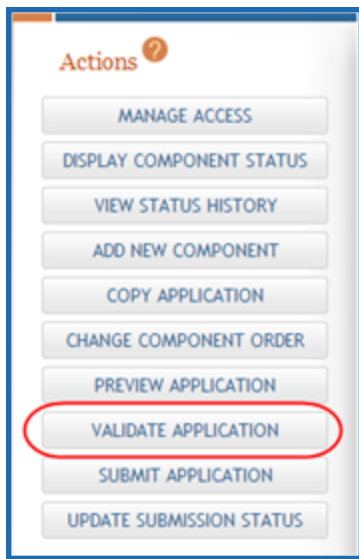 Actions ?
MANAGE ACCESS
DISPLAY COMPONENT STATUS
VIEW STATUS HISTORY
ADD NEW COMPONENT
COPY APPLICATION
CHANGE COMPONENT ORDER
PREVIEW APPLICATION
VALIDATE APPLICATION
SUBMIT APPLICATION
UPDATE SUBMISSION STATUS